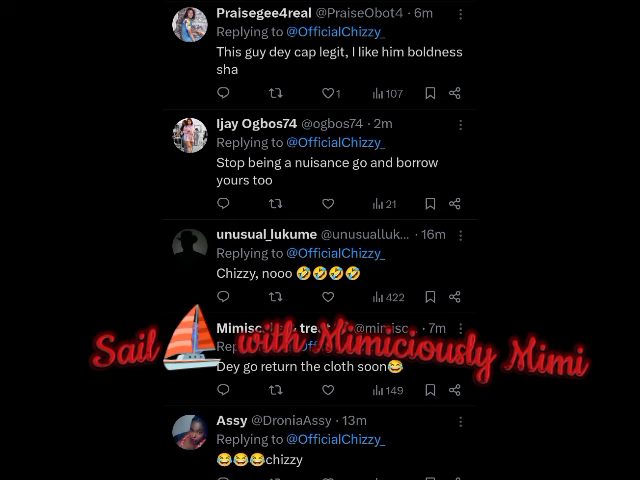 Praisegee4real @PraiseObot4 · 6m
Replying to @OfficialChizzy_
This guy dey cap legit, I like him boldness
sha
1 107
Ijay Ogbos74 @ogbos74 · 2m
Replying to @OfficialChizzy_
Stop being a nuisance go and borrow
yours too
21
unusual_lukume @unusualluk... · 16m
Replying to @OfficialChizzy_
Chizzy, nooo 🤣🤣🤣🤣
422
· 7m
Sail ⛵ with Mimiciously Mimi
Dey go return the cloth soon😂
149
Assy @DroniaAssy · 13m
Replying to @OfficialChizzy_
😂😂😂chizzy